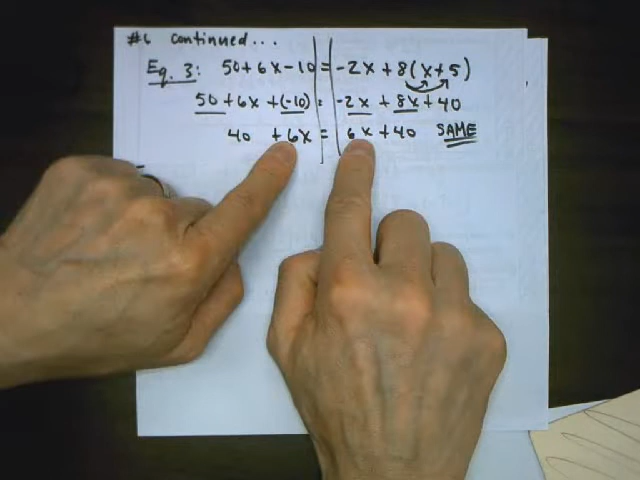 #6 continued...
Eq. 3: 50+6x-10 = -2x+8(x+5)
50+6x+(-10) = -2x+8x+40
40 +6x = 6x+40 SAME